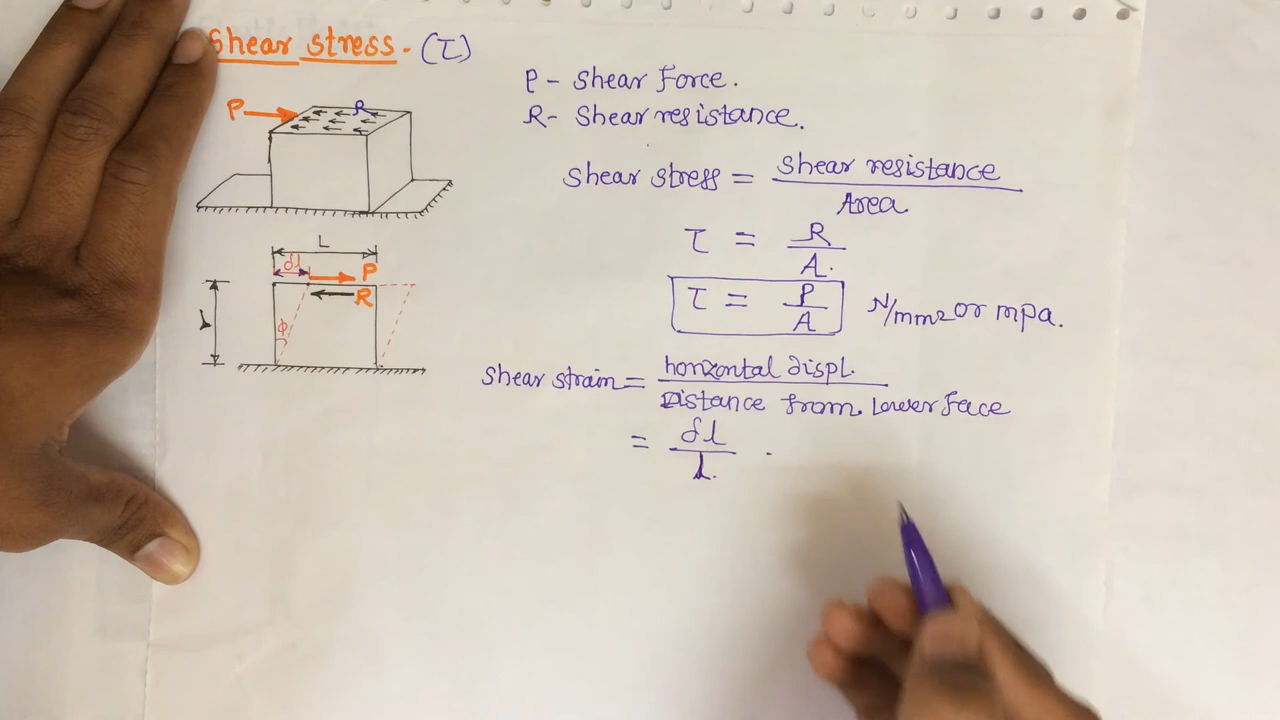 Shear stress - (τ)
P - Shear Force.
R - Shear resistance.
P
R
Shear stress = Shear resistance / Area
τ = R / A.
τ = P / A N/mm2 or mpa.
L
δl
P
R
ϕ
Shear strain = horizontal displ. / Distance from lower face
= δl / l.